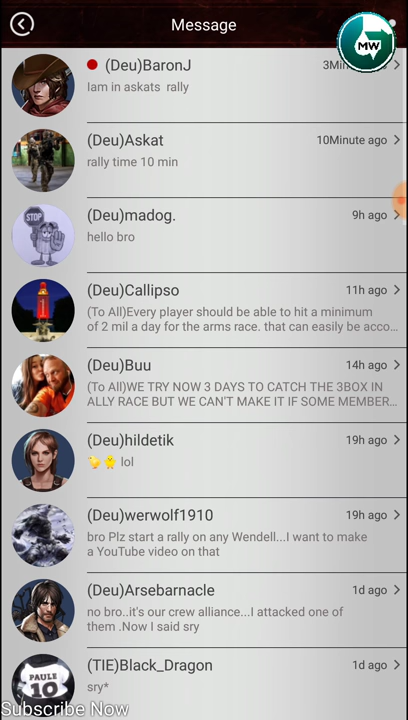 Message
MW
(Deu)BaronJ
Iam in askats rally
(Deu)Askat 10Minute ago
rally time 10 min
STOP
(Deu)madog. 9h ago
hello bro
(Deu)Callipso 11h ago
(To All)Every player should be able to hit a minimum
of 2 mil a day for the arms race. that can easily be acco...
(Deu)Buu 14h ago
(To All)WE TRY NOW 3 DAYS TO CATCH THE 3BOX IN
ALLY RACE BUT WE CAN'T MAKE IT IF SOME MEMBER...
(Deu)hildetik 19h ago
lol
(Deu)werwolf1910 19h ago
bro Plz start a rally on any Wendell...I want to make
a YouTube video on that
(Deu)Arsebarnacle 1d ago
no bro..it's our crew alliance...I attacked one of
them .Now I said sry
(TIE)Black_Dragon 1d ago
sry*
PAULE
10
Subscribe Now